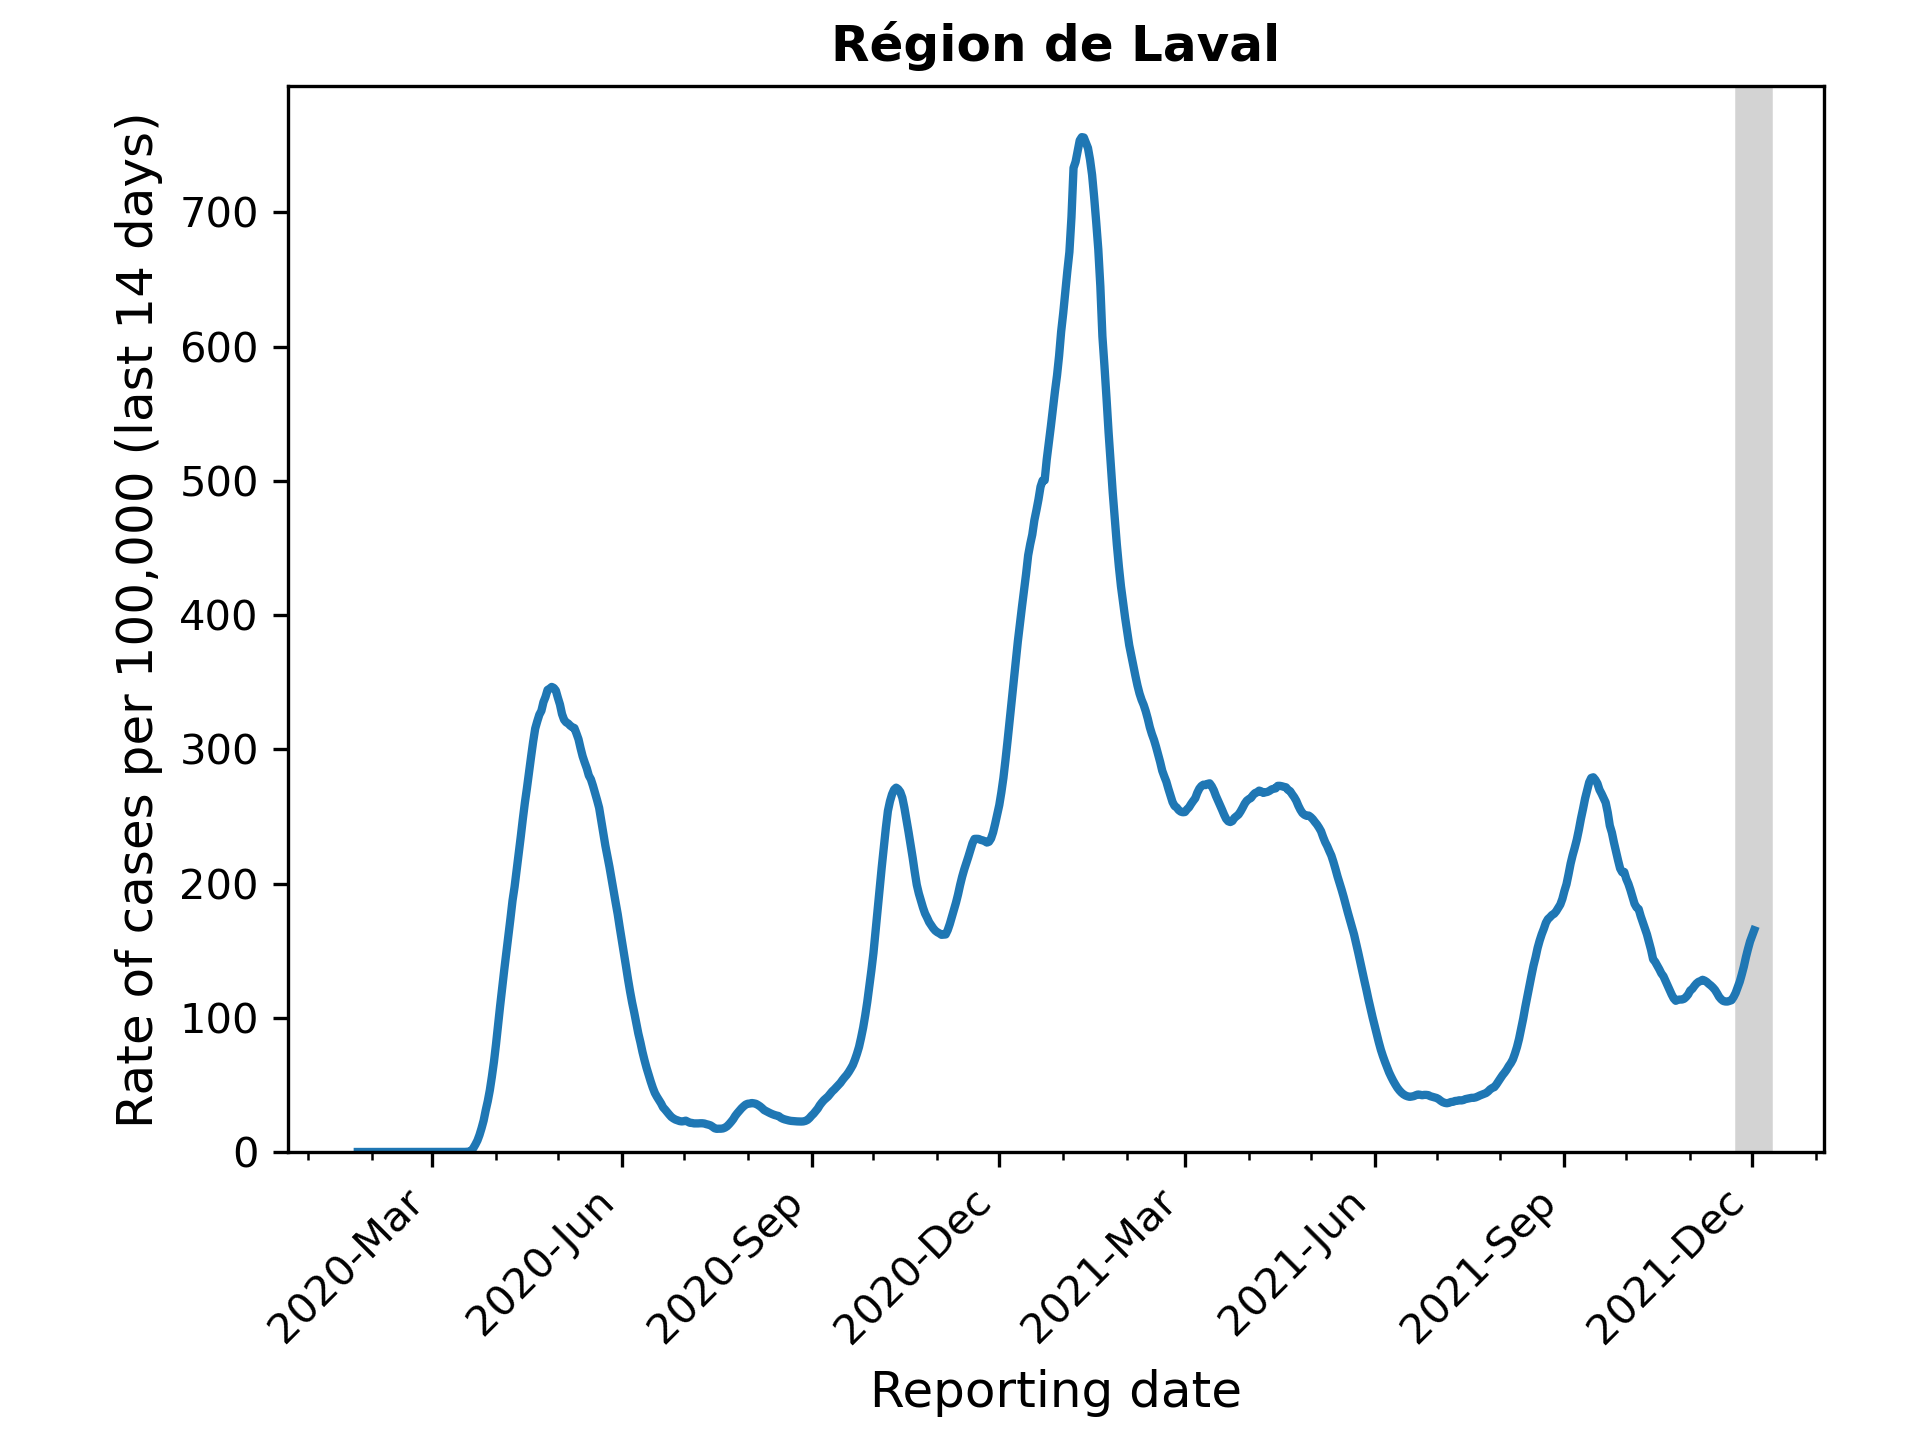 Région de Laval
Rate of cases per 100,000 (last 14 days)
700
600
500
400
300
200
100
0
2020-Mar
2020-Jun
2020-Sep
2020-Dec
2021-Mar
2021-Jun
2021-Sep
2021-Dec
Reporting date